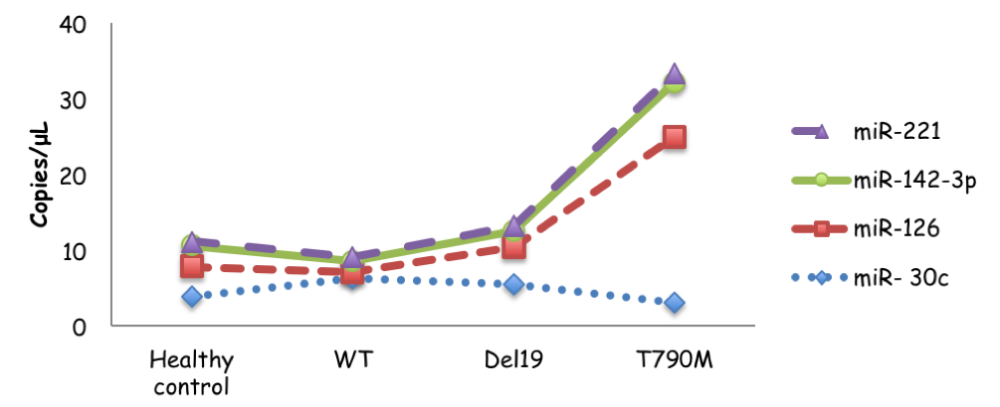 40
30
20
10
0
Copies/µL
Healthy
control
WT
Del19
T790M
miR-221
miR-142-3p
miR-126
miR- 30c